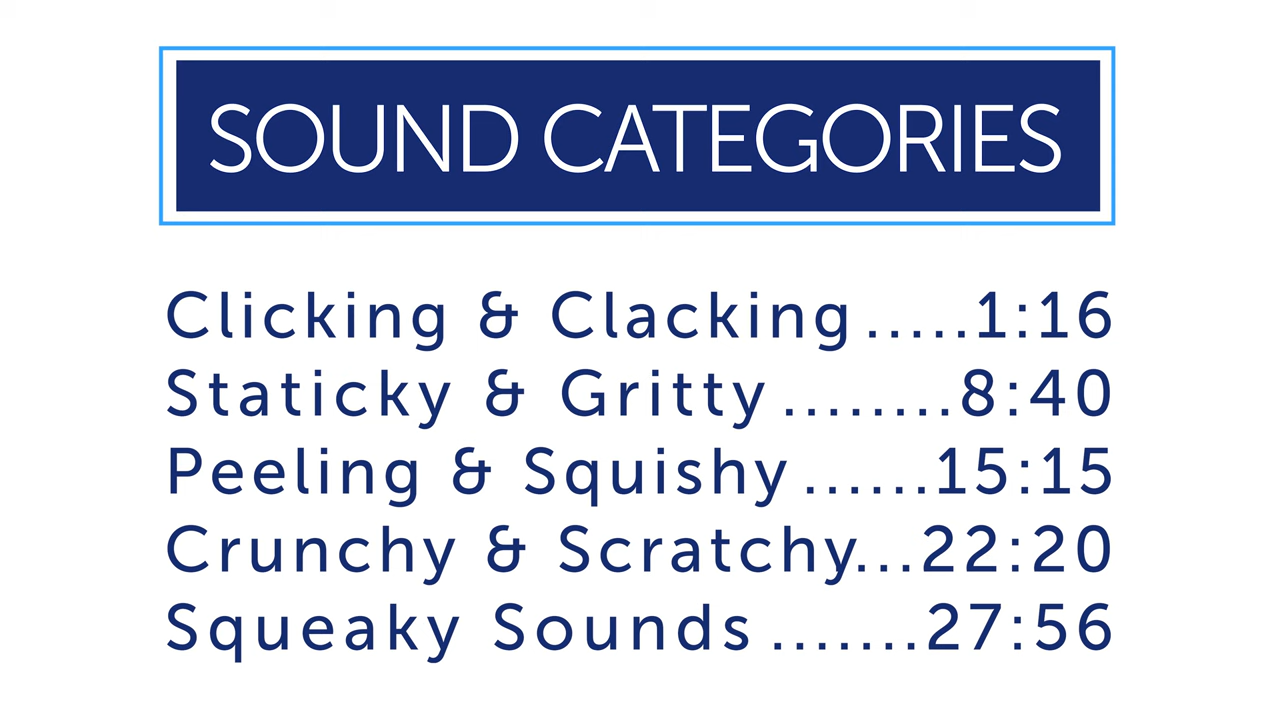 SOUND CATEGORIES
Clicking & Clacking.....1:16
Staticky & Gritty........8:40
Peeling & Squishy......15:15
Crunchy & Scratchy...22:20
Squeaky Sounds.......27:56